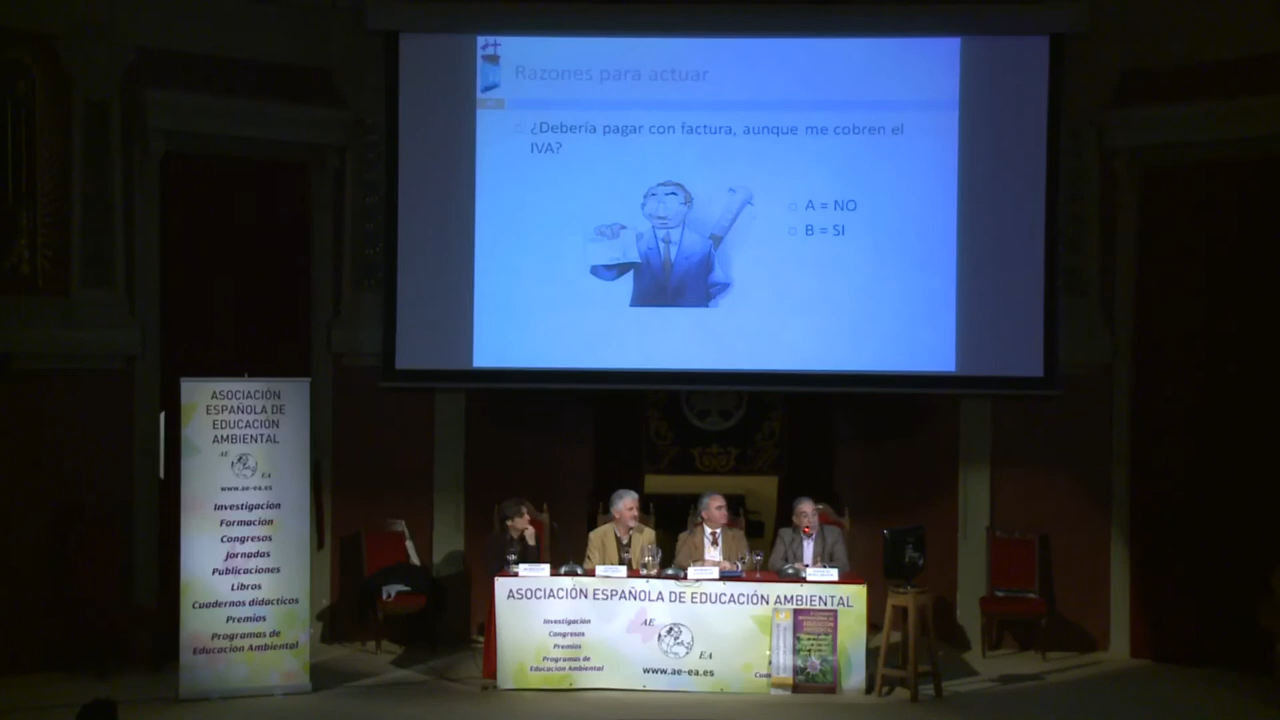 Razones para actuar
¿Debería pagar con factura, aunque me cobren el
IVA?
A = NO
B = SI
ASOCIACIÓN
ESPAÑOLA DE
EDUCACIÓN
AMBIENTAL
AE
EA
www.ae-ea.es
Investigación
Formación
Congresos
Jornadas
Publicaciones
Libros
Cuadernos didácticos
Premios
Programas de
Educación Ambiental
ASOCIACIÓN ESPAÑOLA DE EDUCACIÓN AMBIENTAL
Investigación
Congresos
Premios
Programas de
Educación Ambiental
AE
EA
www.ae-ea.es
EDUCACIÓN